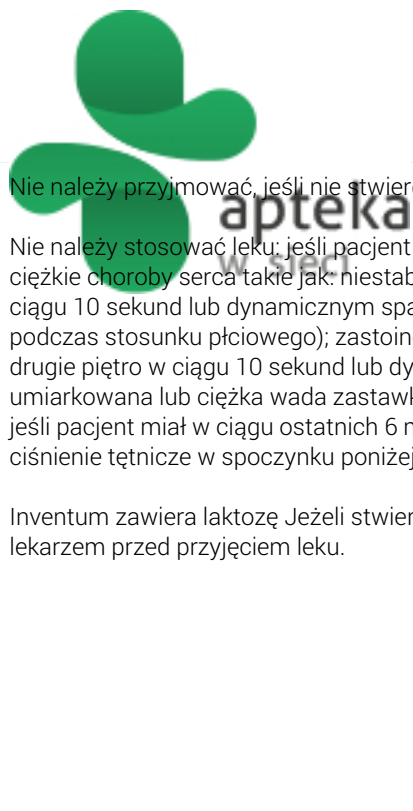 Nie należy przyjmować, jeśli nie stwier
apteka
Nie należy stosować leku: jeśli pacjent
w sieci
ciężkie choroby serca takie jak: niestab
ciągu 10 sekund lub dynamicznym spa
podczas stosunku płciowego); zastoin
drugie piętro w ciągu 10 sekund lub dy
umiarkowana lub ciężka wada zastawk
jeśli pacjent miał w ciągu ostatnich 6 m
ciśnienie tętnicze w spoczynku poniżej
Inventum zawiera laktozę Jeżeli stwier
lekarzem przed przyjęciem leku.